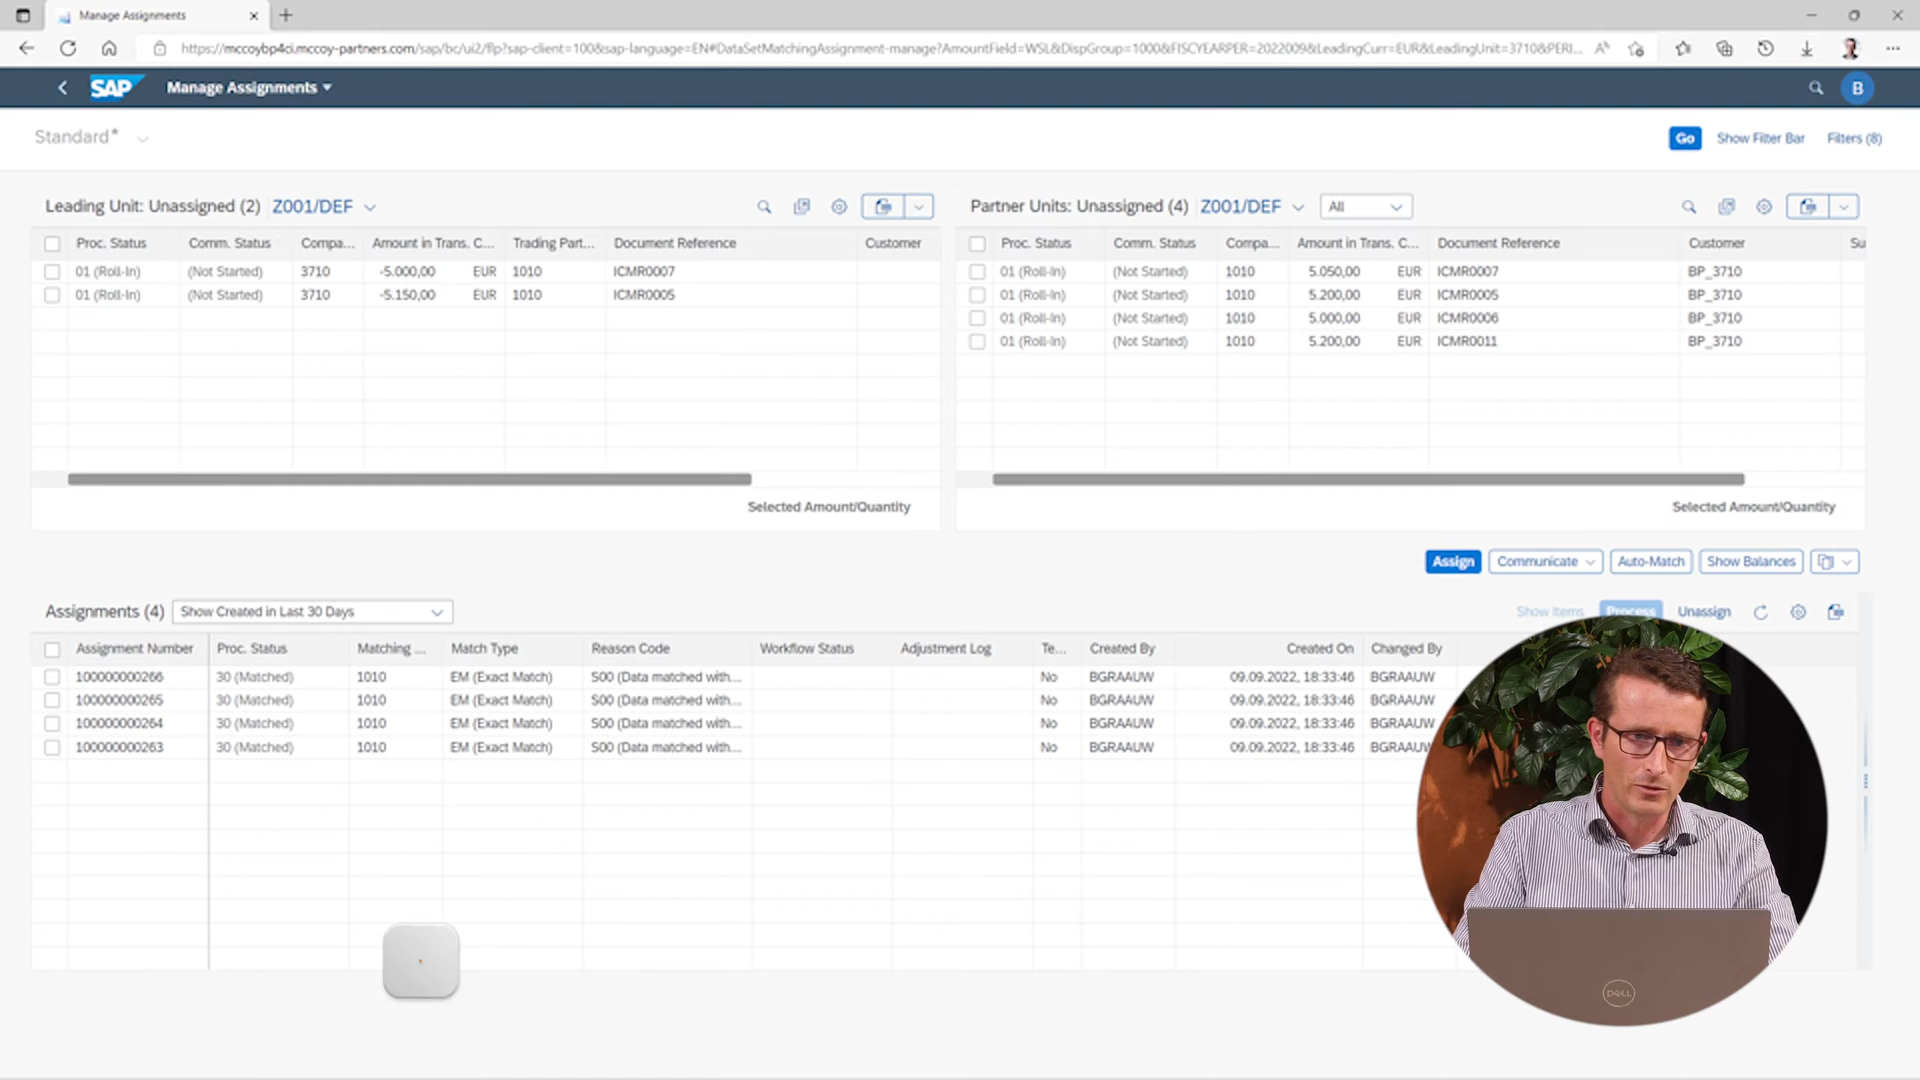 Manage Assignments
https://mccoybp4ci.mccoy-partners.com/sap/bc/ui2/flp?sap-client=100&sap-language=EN#DataSetMatchingAssignment-manage?AmountField=WSL&DispGroup=1000&FISCYEARPER=2022009&LeadingCurr=EUR&LeadingUnit=3710&PERI...
SAP Manage Assignments B
Standard* Go Show Filter Bar Filters (8)
Leading Unit: Unassigned (2) Z001/DEF
Proc. Status Comm. Status Compa... Amount in Trans. C... Trading Part... Document Reference Customer
01 (Roll-In) (Not Started) 3710 -5.000,00 EUR 1010 ICMR0007
01 (Roll-In) (Not Started) 3710 -5.150,00 EUR 1010 ICMR0005
Selected Amount/Quantity
Partner Units: Unassigned (4) Z001/DEF All
Proc. Status Comm. Status Compa... Amount in Trans. C... Document Reference Customer Su
01 (Roll-In) (Not Started) 1010 5.050,00 EUR ICMR0007 BP_3710
01 (Roll-In) (Not Started) 1010 5.200,00 EUR ICMR0005 BP_3710
01 (Roll-In) (Not Started) 1010 5.000,00 EUR ICMR0006 BP_3710
01 (Roll-In) (Not Started) 1010 5.200,00 EUR ICMR0011 BP_3710
Selected Amount/Quantity
Assign Communicate Auto-Match Show Balances
Assignments (4) Show Created in Last 30 Days Show Items Process Unassign
Assignment Number Proc. Status Matching ... Match Type Reason Code Workflow Status Adjustment Log Te... Created By Created On Changed By
100000000266 30 (Matched) 1010 EM (Exact Match) S00 (Data matched with... No BGRAAUW 09.09.2022, 18:33:46 BGRAAUW
100000000265 30 (Matched) 1010 EM (Exact Match) S00 (Data matched with... No BGRAAUW 09.09.2022, 18:33:46 BGRAAUW
100000000264 30 (Matched) 1010 EM (Exact Match) S00 (Data matched with... No BGRAAUW 09.09.2022, 18:33:46 BGRAAUW
100000000263 30 (Matched) 1010 EM (Exact Match) S00 (Data matched with... No BGRAAUW 09.09.2022, 18:33:46 BGRAAUW
DELL